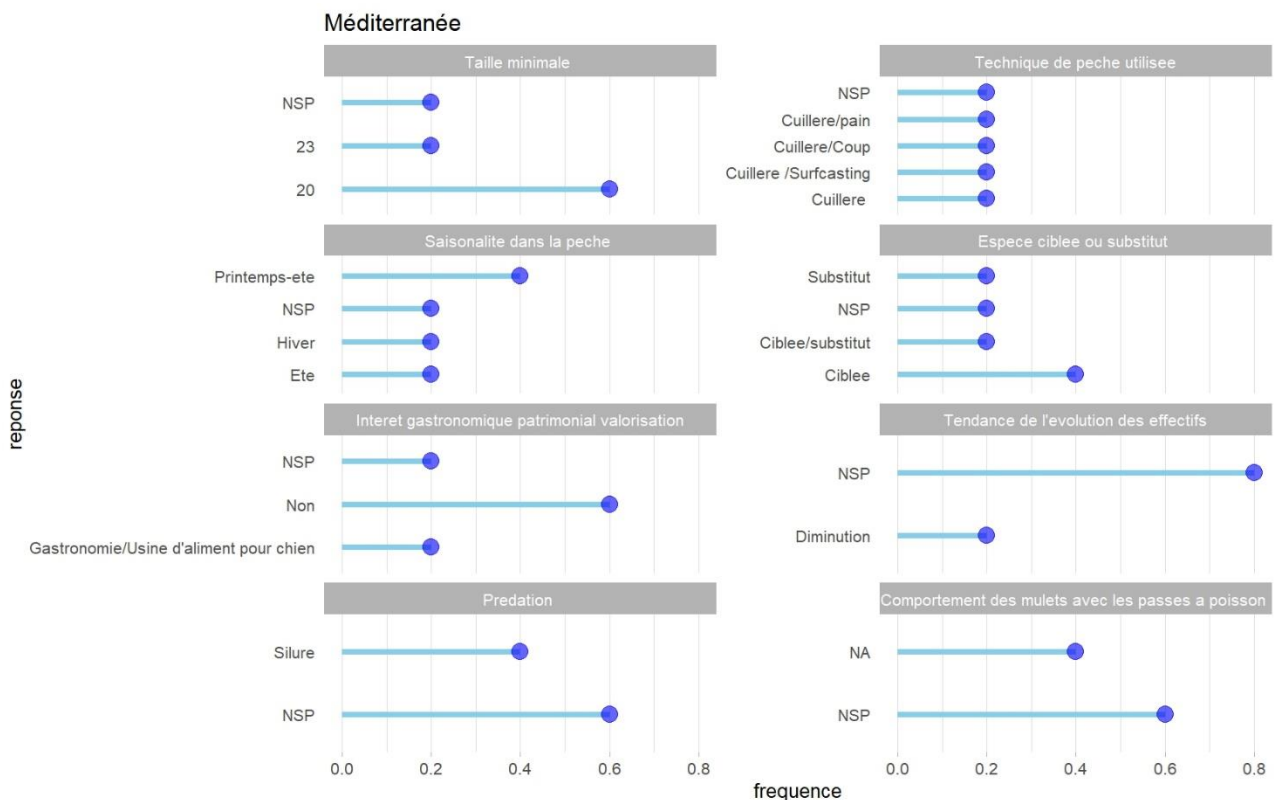 Méditerranée
Taille minimale
NSP
23
20
Technique de peche utilisee
NSP
Cuillere/pain
Cuillere/Coup
Cuillere /Surfcasting
Cuillere
Saisonalite dans la peche
Printemps-ete
NSP
Hiver
Ete
Espece ciblee ou substitut
Substitut
NSP
Ciblee/substitut
Ciblee
Interet gastronomique patrimonial valorisation
NSP
Non
Gastronomie/Usine d'aliment pour chien
Tendance de l'evolution des effectifs
NSP
Diminution
Predation
Silure
NSP
Comportement des mulets avec les passes a poisson
NA
NSP
0.0 0.2 0.4 0.6 0.8
0.0 0.2 0.4 0.6 0.8
frequence
reponse